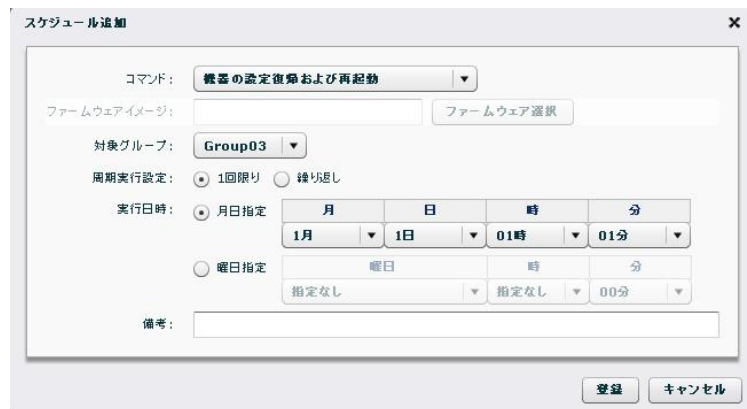 スケジュール追加
コマンド： 機器の設定復帰および再起動
ファームウェアイメージ： ファームウェア選択
対象グループ： Group03
周期実行設定： 1回限り 繰り返し
実行日時： 月日指定 月 日 時 分
1月 1日 01時 01分
曜日指定 曜日 時 分
指定なし 指定なし 00分
備考：
登録 キャンセル